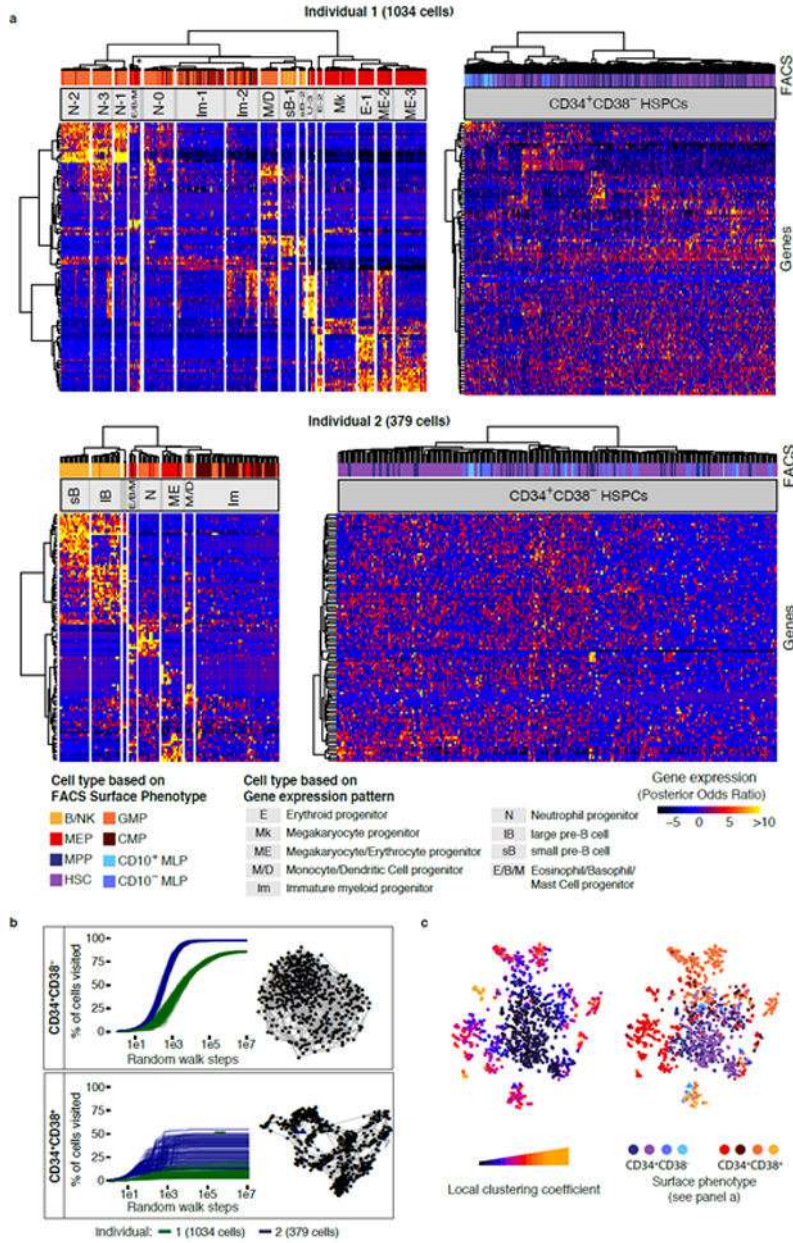 a
Individual 1 (1034 cells)
FACS
N-2
N-3
N-1
E/B/M
*
N-0
Im-1
Im-2
M/D
sB-1
sB-2
E-2
Mk
E-1
ME-2
ME-3
CD34⁺CD38⁻ HSPCs
Genes
Individual 2 (379 cells)
FACS
sB
lB
E/B/M
N
ME
M/D
Im
CD34⁺CD38⁻ HSPCs
Genes
Cell type based on
FACS Surface Phenotype
B/NK
GMP
MEP
CMP
MPP
CD10⁺ MLP
HSC
CD10⁻ MLP
Cell type based on
Gene expression pattern
E Erythroid progenitor
Mk Megakaryocyte progenitor
ME Megakaryocyte/Erythrocyte progenitor
M/D Monocyte/Dendritic Cell progenitor
Im Immature myeloid progenitor
N Neutrophil progenitor
lB large pre-B cell
sB small pre-B cell
E/B/M Eosinophil/Basophil/
Mast Cell progenitor
Gene expression
(Posterior Odds Ratio)
−5 0 5 >10
b
CD34⁺CD38⁻
% of cells visited
100
75
50
25
0
1e1 1e3 1e5 1e7
Random walk steps
CD34⁺CD38⁺
% of cells visited
100
75
50
25
0
1e1 1e3 1e5 1e7
Random walk steps
Individual: 1 (1034 cells) 2 (379 cells)
c
Local clustering coefficient
CD34⁺CD38⁻
CD34⁺CD38⁺
Surface phenotype
(see panel a)